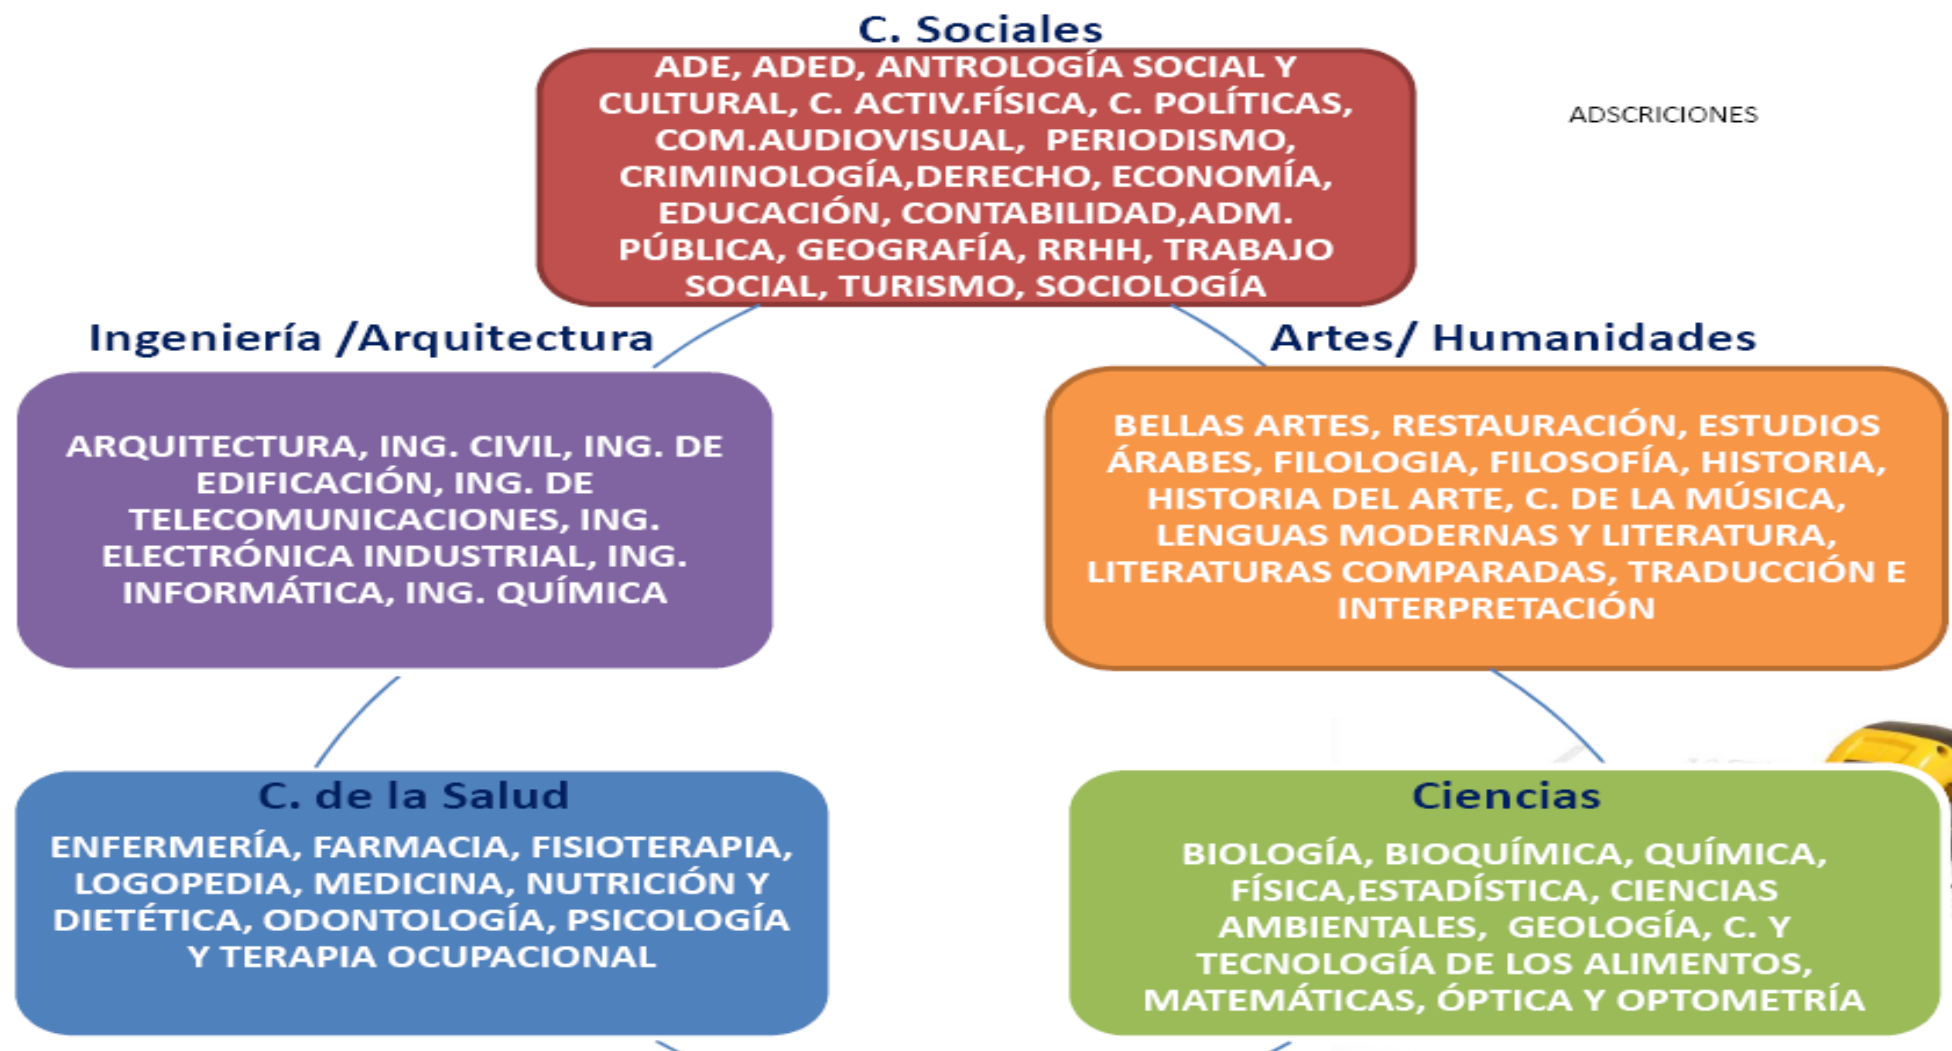 C. Sociales
ADE, ADED, ANTROLOGÍA SOCIAL Y
CULTURAL, C. ACTIV.FÍSICA, C. POLÍTICAS,
COM.AUDIOVISUAL, PERIODISMO,
CRIMINOLOGÍA,DERECHO, ECONOMÍA,
EDUCACIÓN, CONTABILIDAD,ADM.
PÚBLICA, GEOGRAFÍA, RRHH, TRABAJO
SOCIAL, TURISMO, SOCIOLOGÍA
ADSCRICIONES
Ingeniería /Arquitectura
ARQUITECTURA, ING. CIVIL, ING. DE
EDIFICACIÓN, ING. DE
TELECOMUNICACIONES, ING.
ELECTRÓNICA INDUSTRIAL, ING.
INFORMÁTICA, ING. QUÍMICA
Artes/ Humanidades
BELLAS ARTES, RESTAURACIÓN, ESTUDIOS
ÁRABES, FILOLOGIA, FILOSOFÍA, HISTORIA,
HISTORIA DEL ARTE, C. DE LA MÚSICA,
LENGUAS MODERNAS Y LITERATURA,
LITERATURAS COMPARADAS, TRADUCCIÓN E
INTERPRETACIÓN
C. de la Salud
ENFERMERÍA, FARMACIA, FISIOTERAPIA,
LOGOPEDIA, MEDICINA, NUTRICIÓN Y
DIETÉTICA, ODONTOLOGÍA, PSICOLOGÍA
Y TERAPIA OCUPACIONAL
Ciencias
BIOLOGÍA, BIOQUÍMICA, QUÍMICA,
FÍSICA,ESTADÍSTICA, CIENCIAS
AMBIENTALES, GEOLOGÍA, C. Y
TECNOLOGÍA DE LOS ALIMENTOS,
MATEMÁTICAS, ÓPTICA Y OPTOMETRÍA